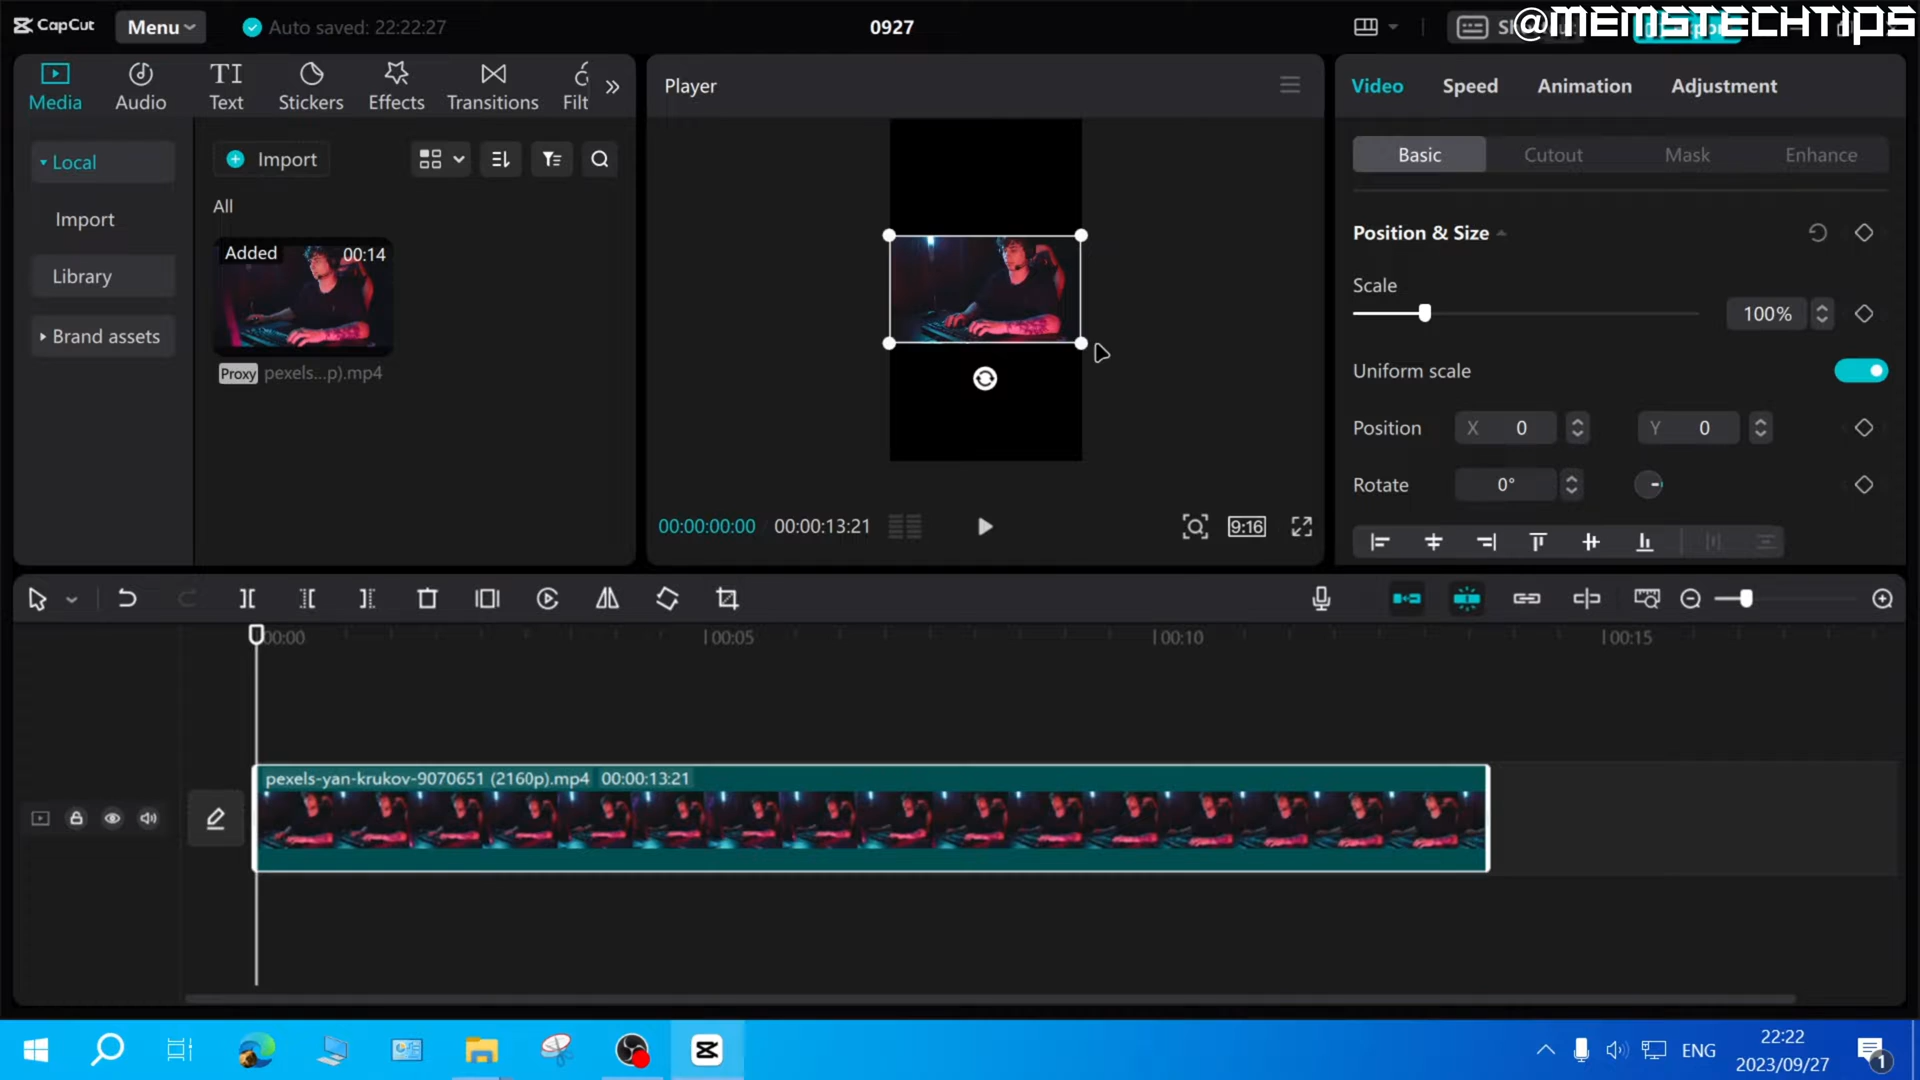 CapCut
Menu
Auto saved: 22:22:27
0927
Sh
@MEMSTECHTIPS
Media
Audio
TI
Text
Stickers
Effects
Transitions
Filt
Player
Video
Speed
Animation
Adjustment
Local
Import
Library
Brand assets
Import
All
Added
00:14
Proxy
pexels...p).mp4
Basic
Cutout
Mask
Enhance
Position & Size
Scale
100%
Uniform scale
Position
X 0
Y 0
Rotate
0°
00:00:00:00
00:00:13:21
9:16
00:00
00:05
00:10
00:15
pexels-yan-krukov-9070651 (2160p).mp4 00:00:13:21
ENG
22:22
2023/09/27
1